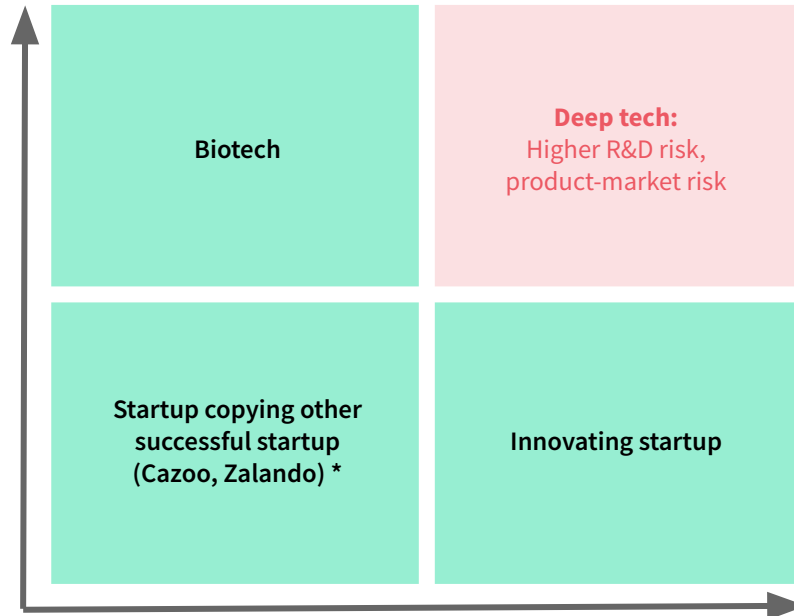 Biotech
Deep tech:
Higher R&D risk,
product-market risk
Startup copying other
successful startup
(Cazoo, Zalando) *
Innovating startup